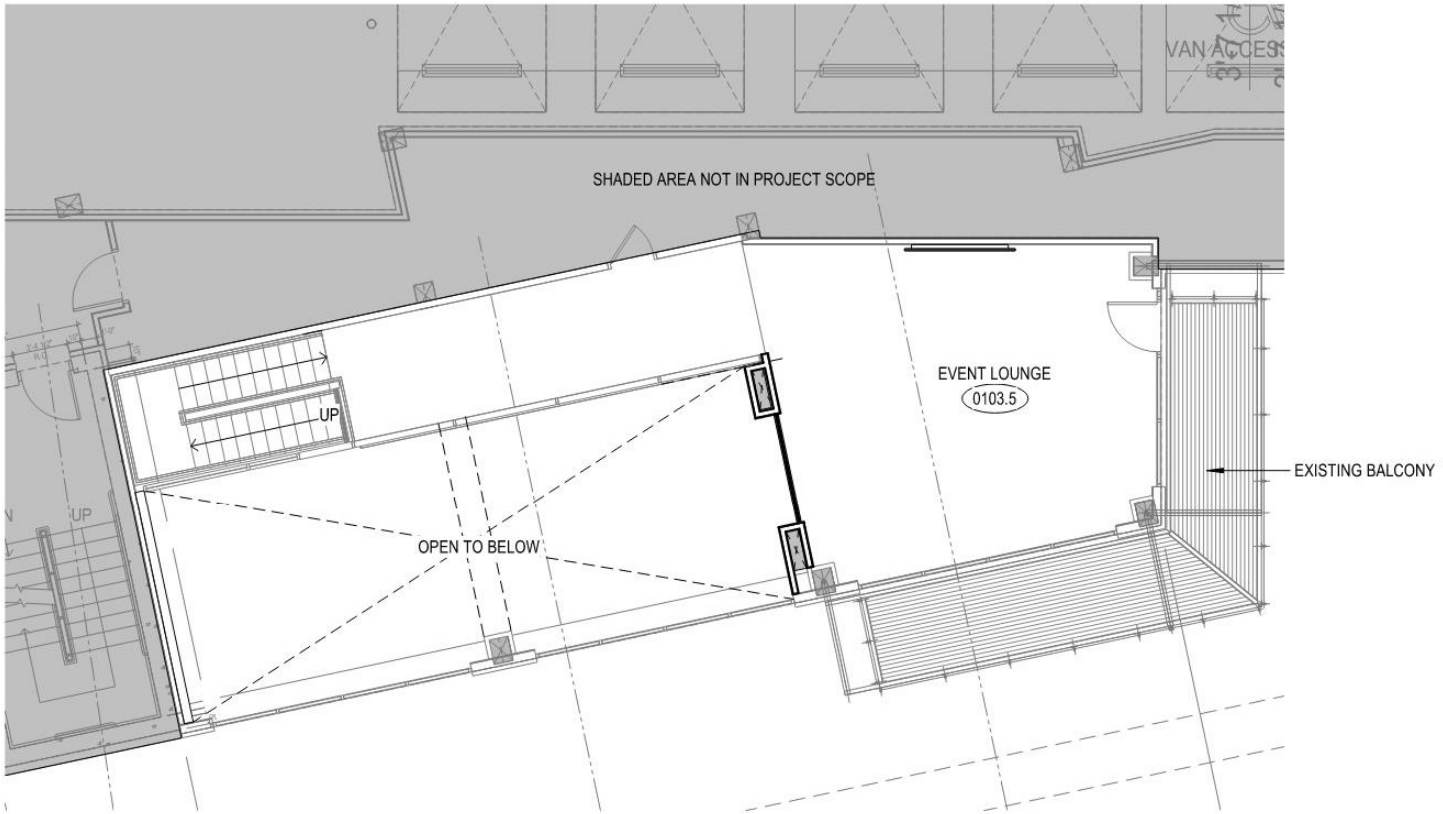 VAN ACCESS
SHADED AREA NOT IN PROJECT SCOPE
EVENT LOUNGE
0103.5
UP
EXISTING BALCONY
UP
OPEN TO BELOW